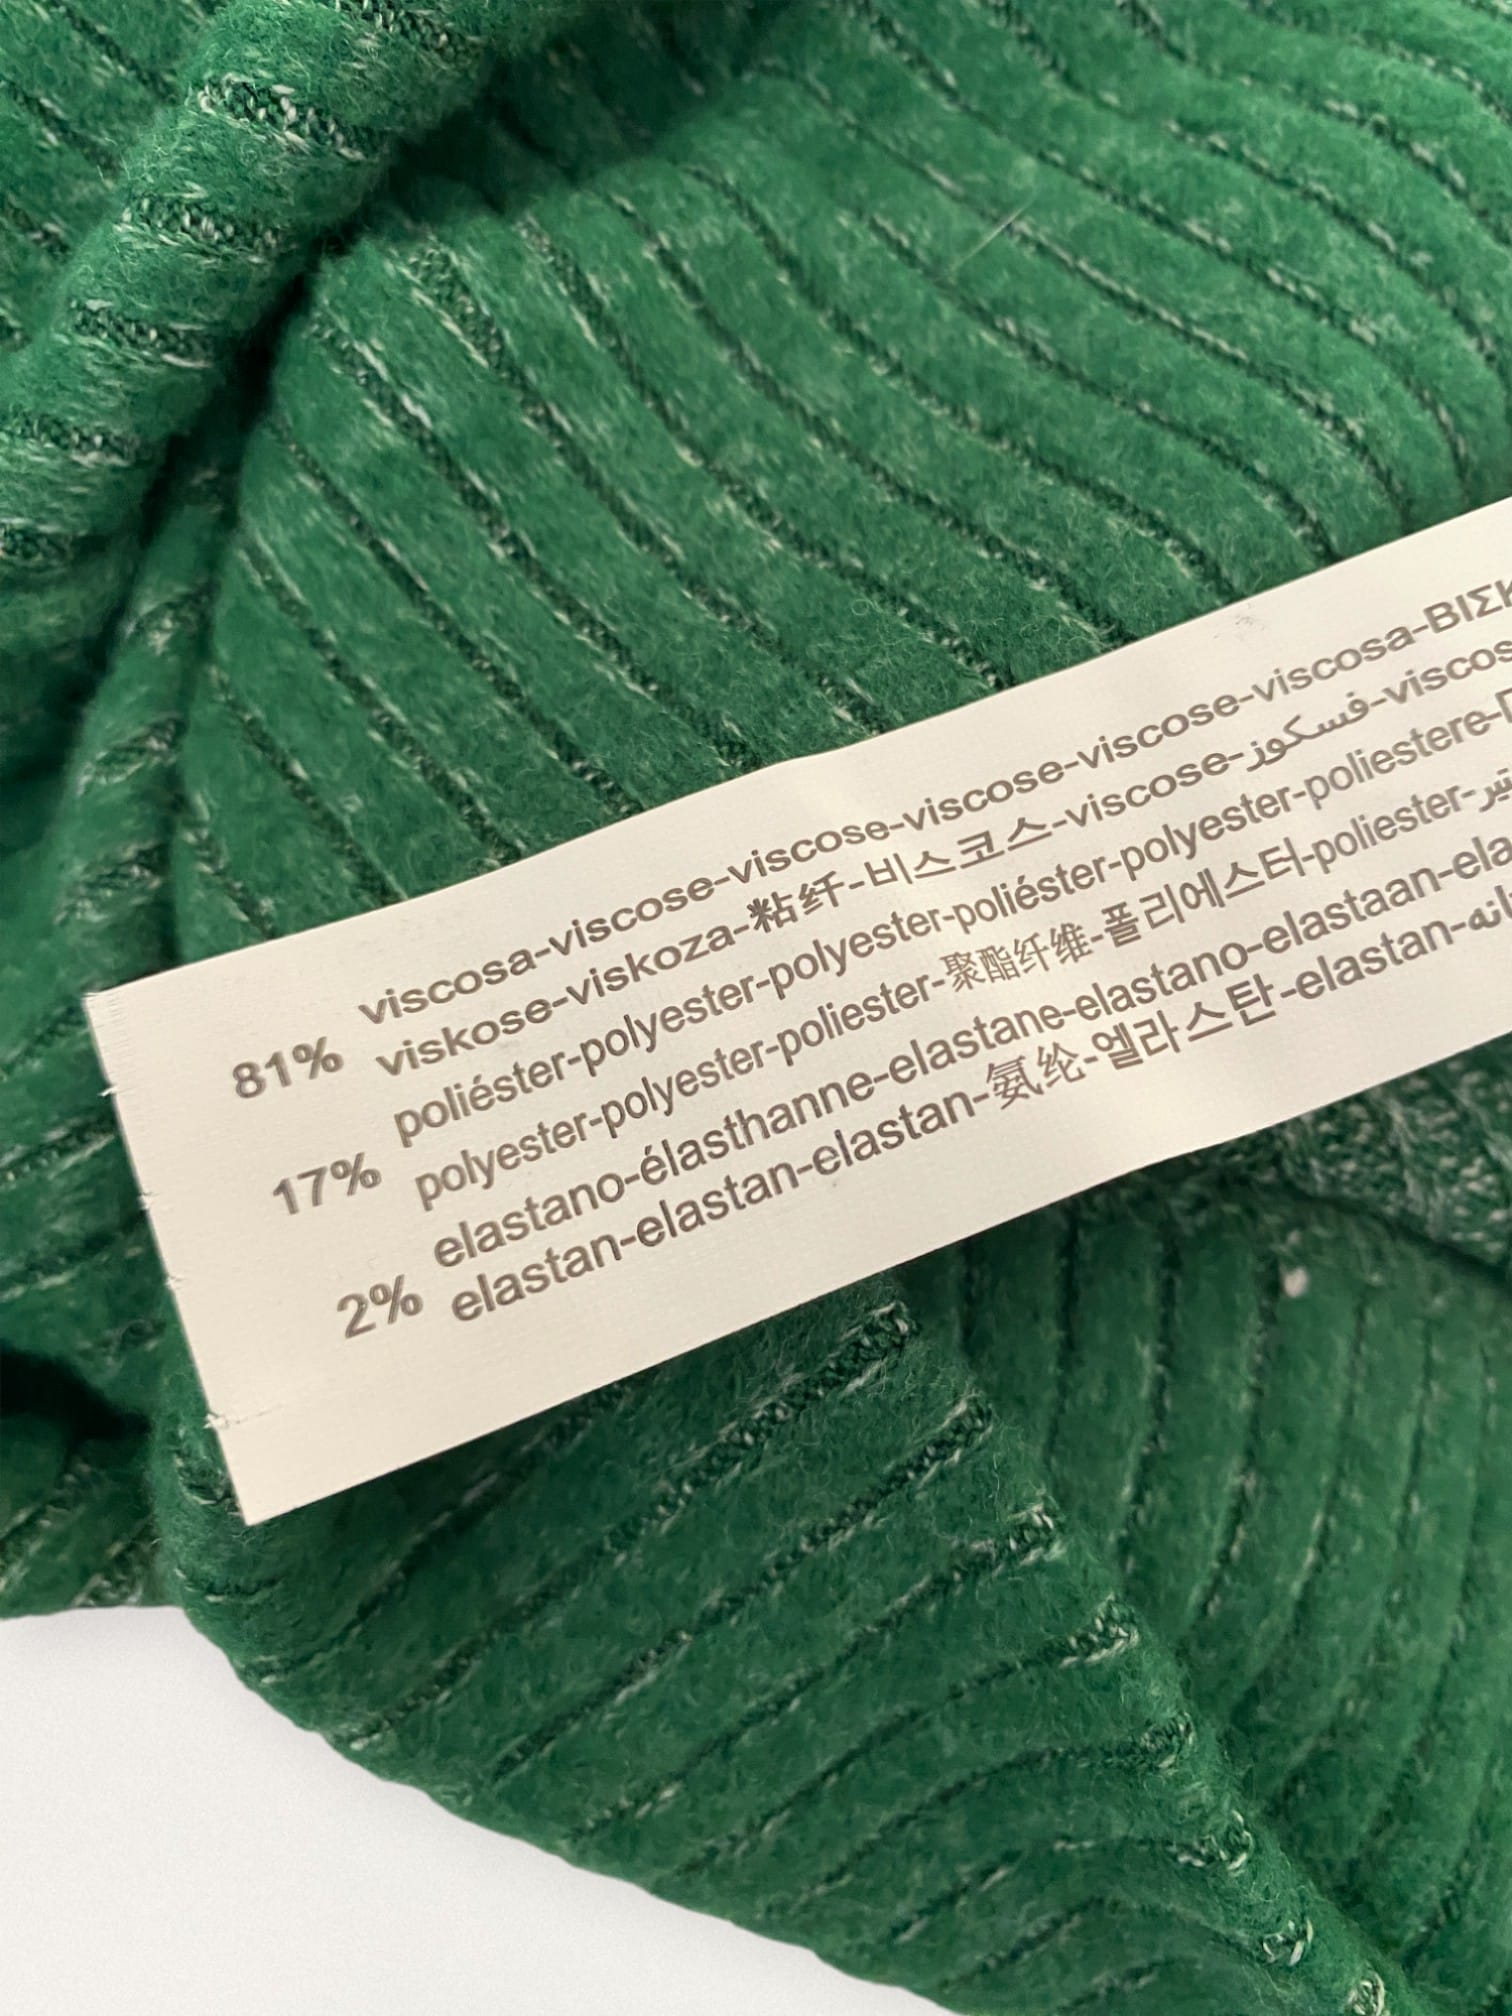 81% viscosa-viscose-viscose-viscose-viscose-viscosa-ΒΙΣΚ
viskose-viskoza-粘纤-비스코스-viscose-فسكوز-viscos
17% poliéster-polyester-polyester-poliéster-polyester-poliestere-
polyester-polyester-poliester-聚酯纤维-폴리에스터-poliester-
2% elastano-élasthanne-elastane-elastano-elastaan-ela
elastan-elastan-elastan-氨纶-엘라스탄-elastan-